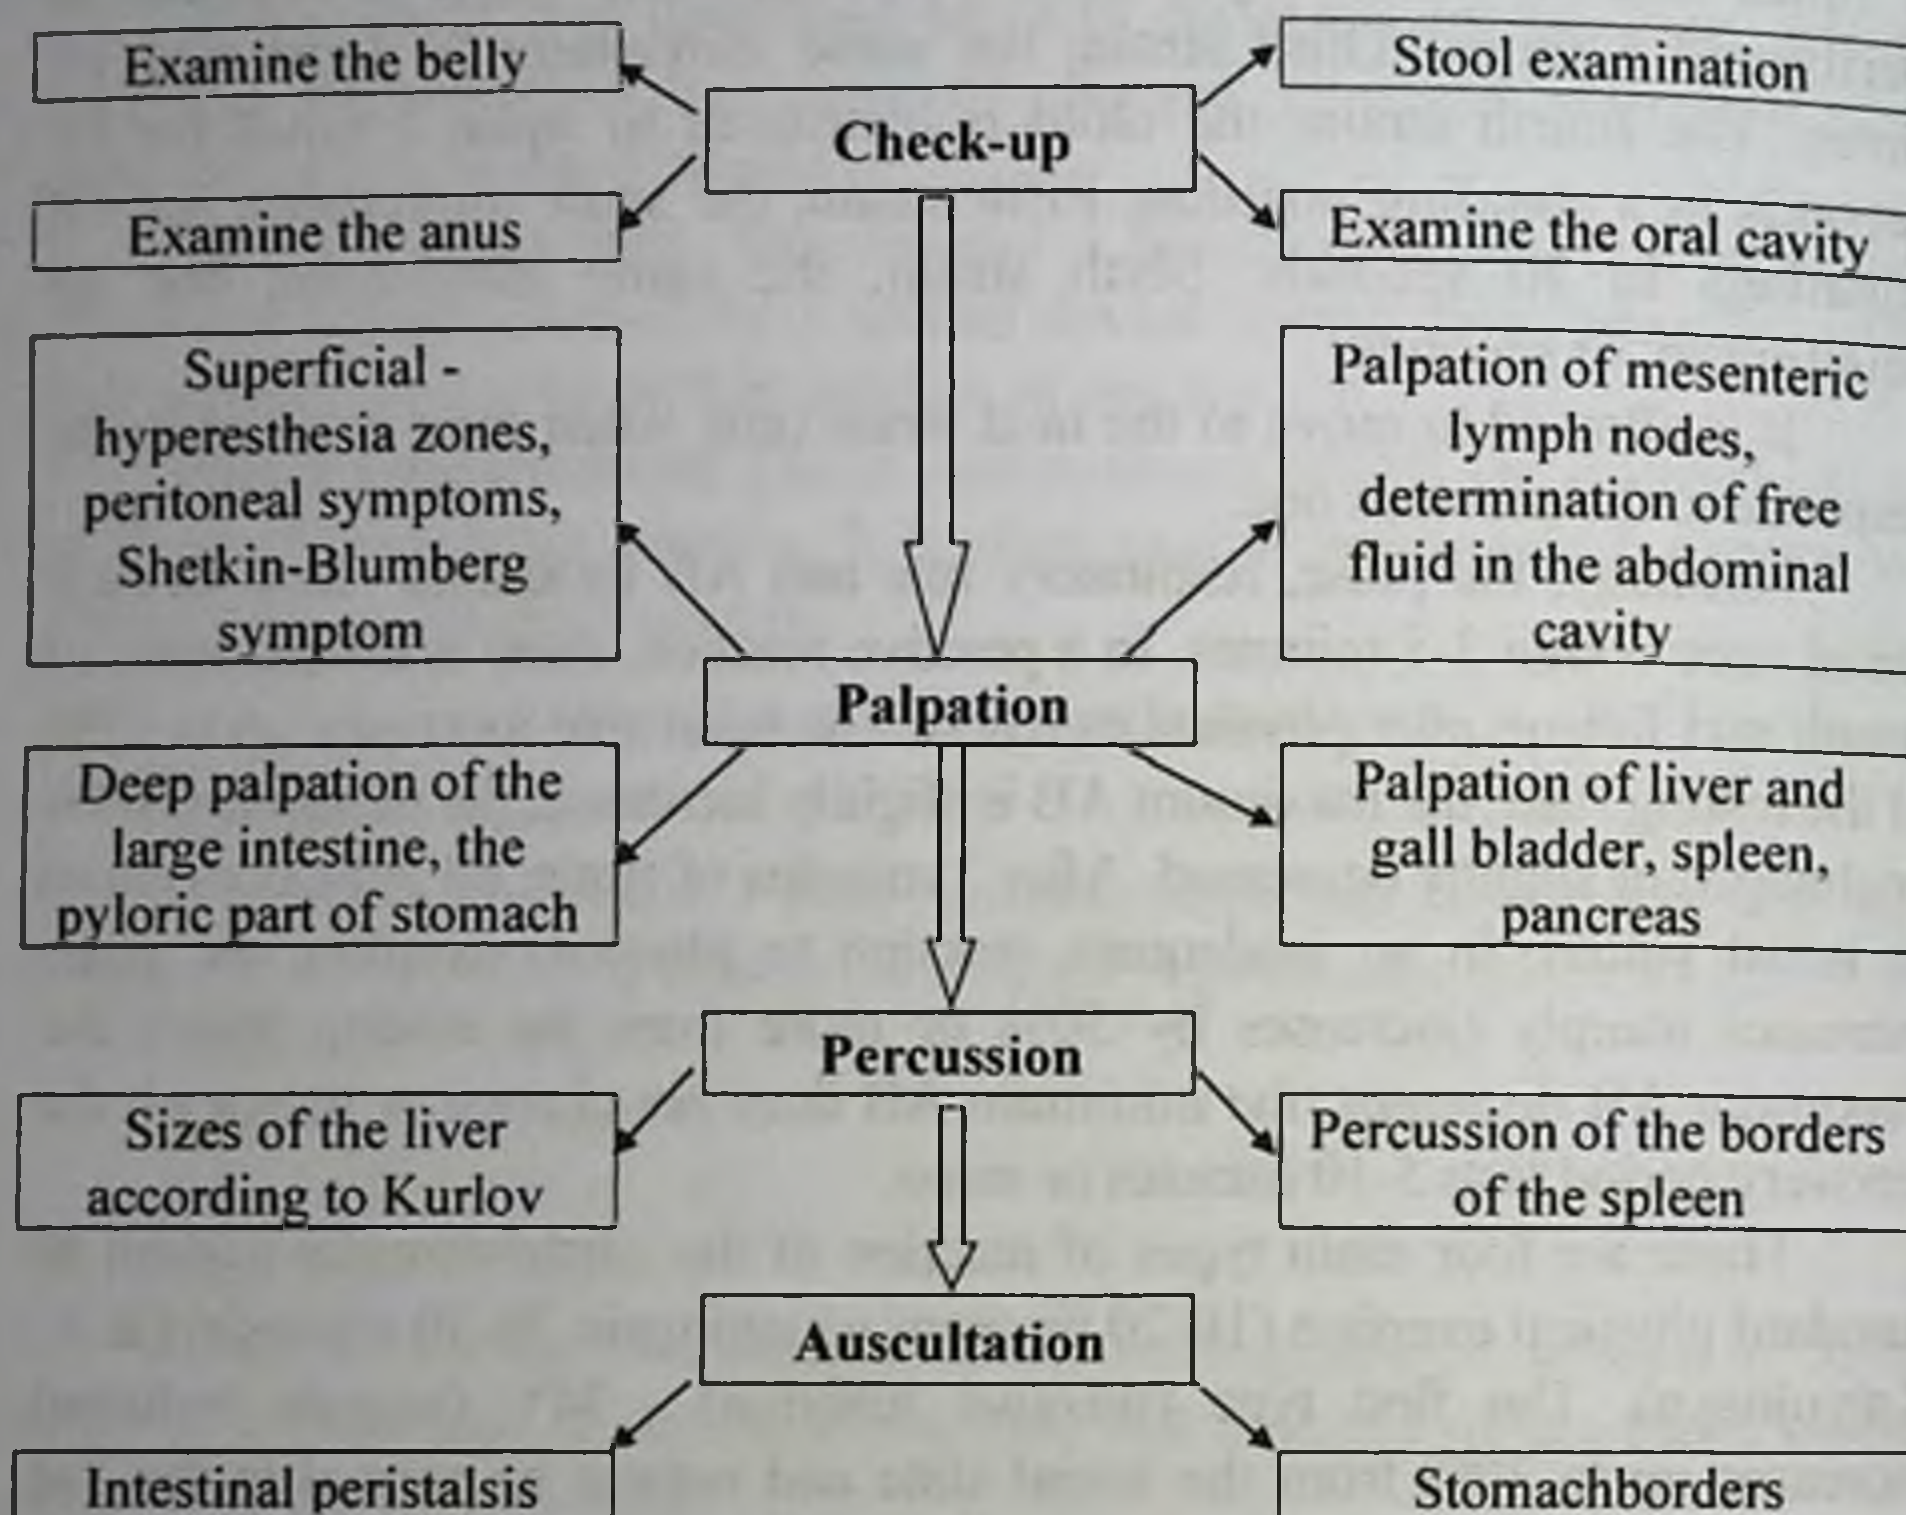 Examine the belly
Stool examination
Check-up
Examine the anus
Examine the oral cavity
Superficial -
hyperesthesia zones,
peritoneal symptoms,
Shetkin-Blumberg
symptom
Palpation of mesenteric
lymph nodes,
determination of free
fluid in the abdominal
cavity
Palpation
Deep palpation of the
large intestine, the
pyloric part of stomach
Palpation of liver and
gall bladder, spleen,
pancreas
Percussion
Sizes of the liver
according to Kurlov
Percussion of the borders
of the spleen
Auscultation
Intestinal peristalsis
Stomachborders